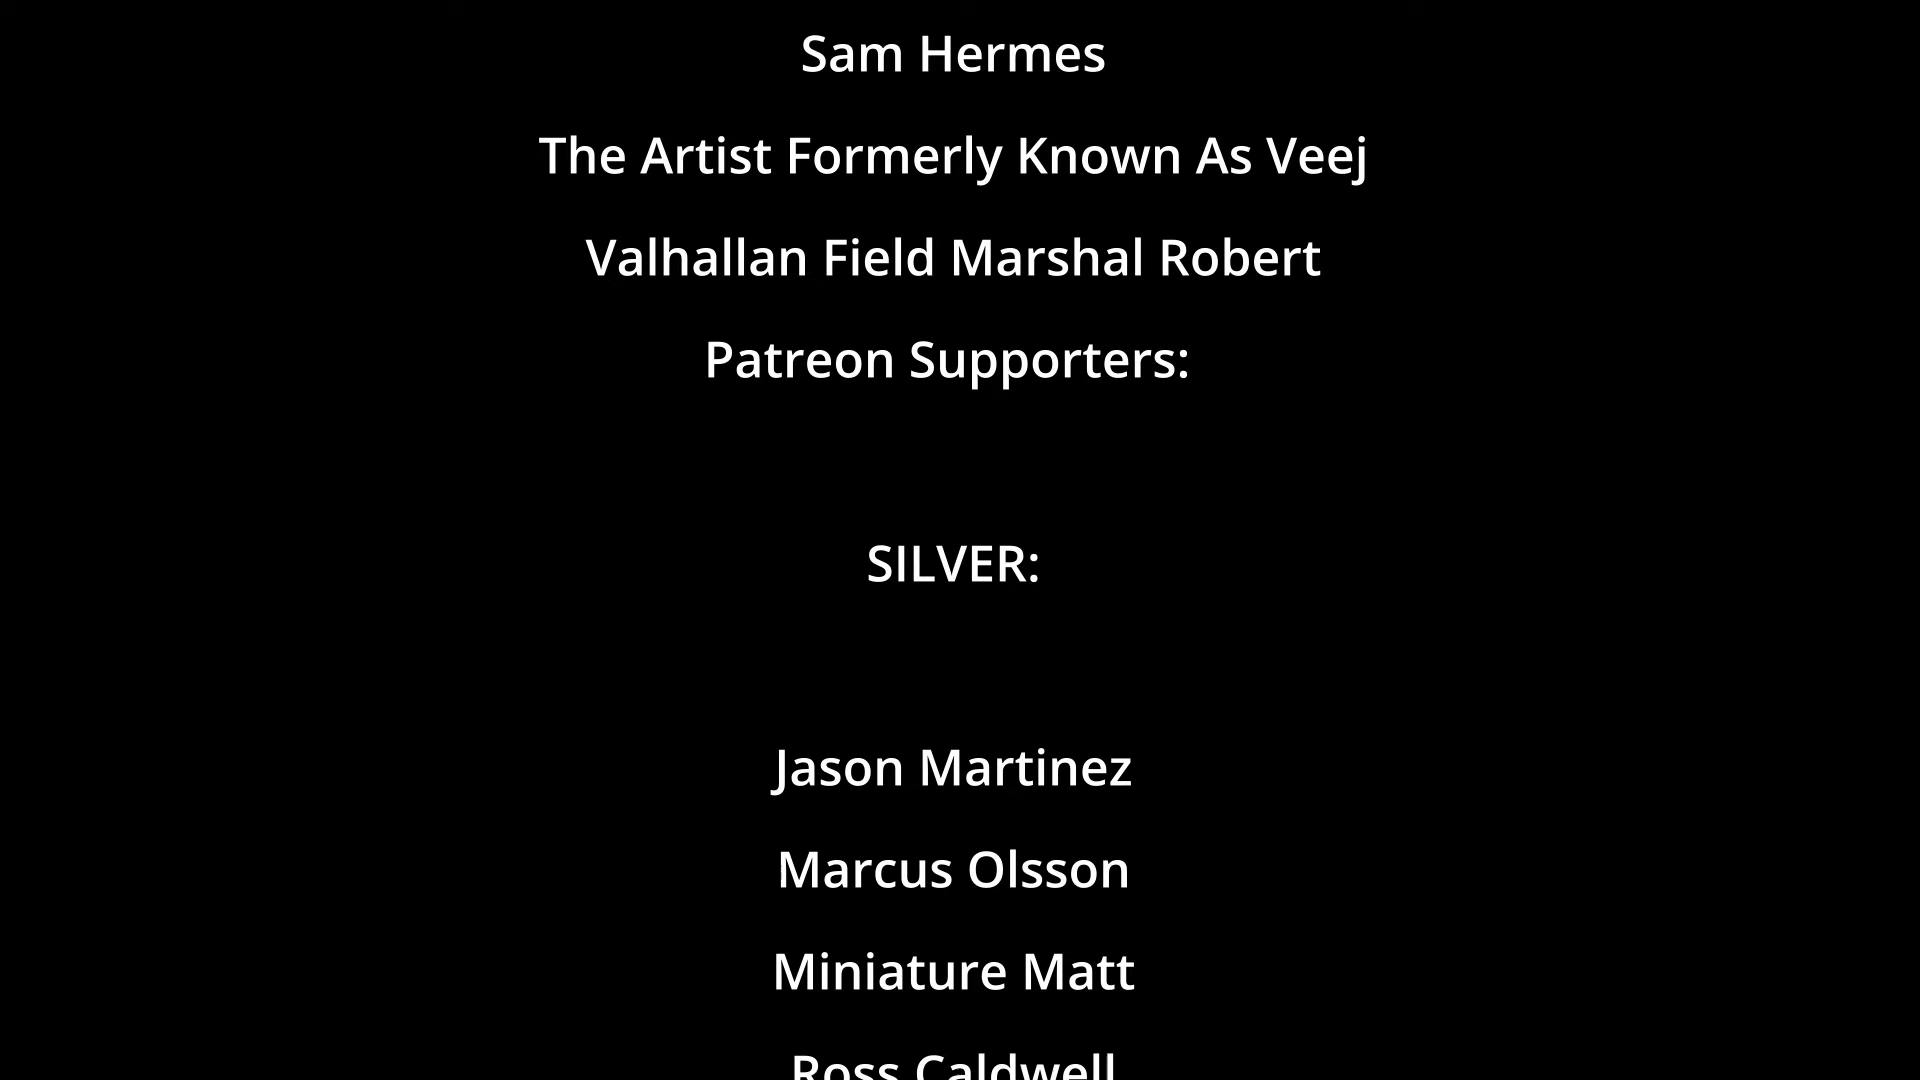 Sam Hermes
The Artist Formerly Known As Veej
Valhallan Field Marshal Robert
Patreon Supporters:
SILVER:
Jason Martinez
Marcus Olsson
Miniature Matt
Ross Caldwell